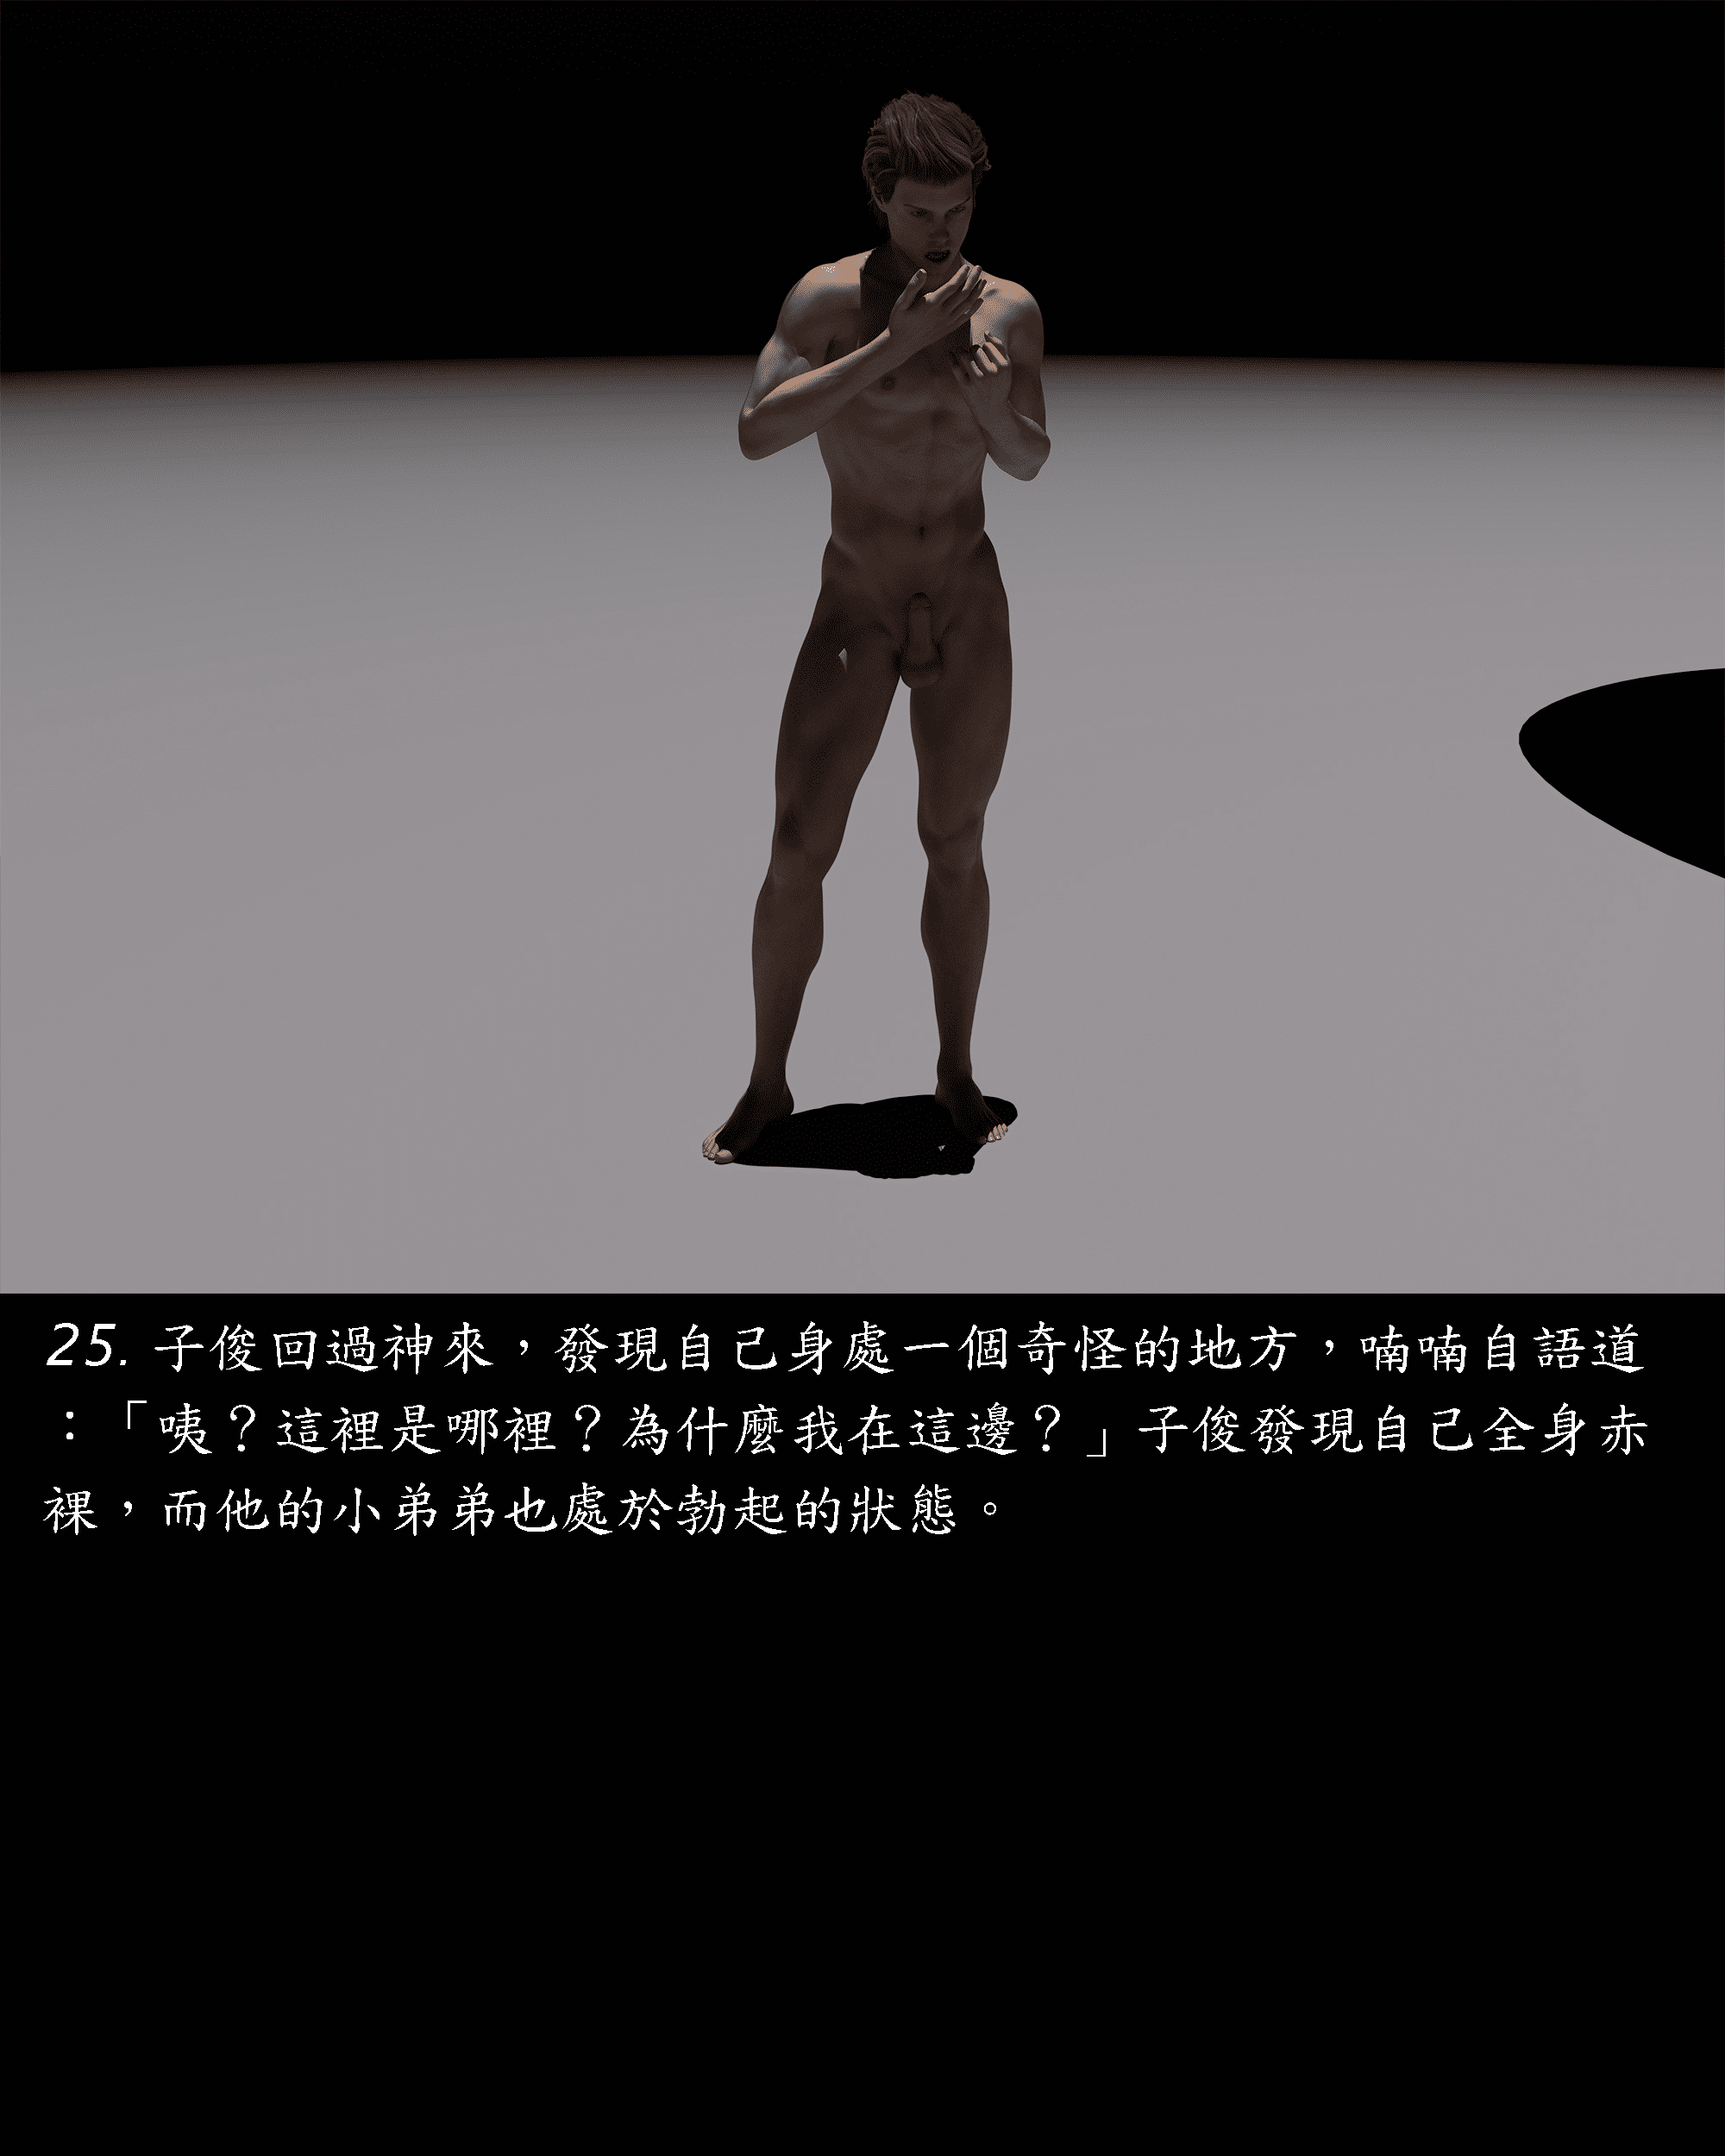 25. 子俊回過神來，發現自己身處一個奇怪的地方，喃喃自語道
：「咦？這裡是哪裡？為什麼我在這邊？」子俊發現自己全身赤
裸，而他的小弟弟也處於勃起的狀態。